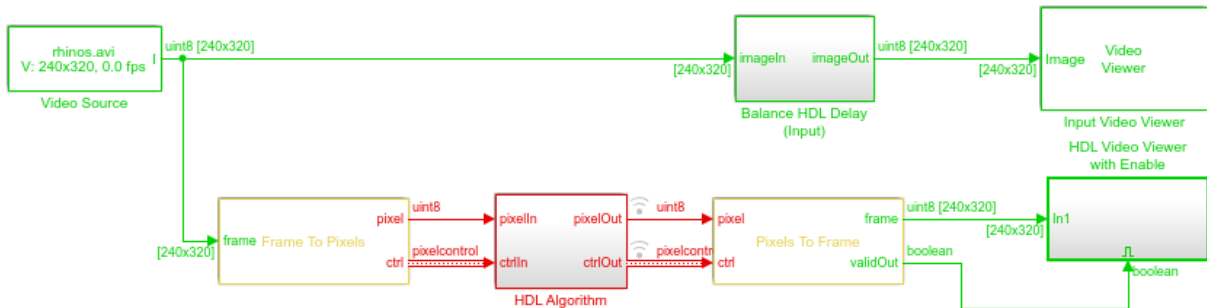 rhinos.avi
V: 240x320, 0.0 fps
I
Video Source
uint8 [240x320]
[240x320]
imageIn
imageOut
Balance HDL Delay
(Input)
uint8 [240x320]
[240x320]
Image
Video
Viewer
Input Video Viewer
HDL Video Viewer
with Enable
[240x320]
frame
Frame To Pixels
pixel
ctrl
uint8
pixelcontrol
pixelIn
ctrlIn
pixelOut
ctrlOut
HDL Algorithm
uint8
pixelcontr
pixel
ctrl
Pixels To Frame
frame
validOut
uint8 [240x320]
[240x320]
boolean
In1
boolean